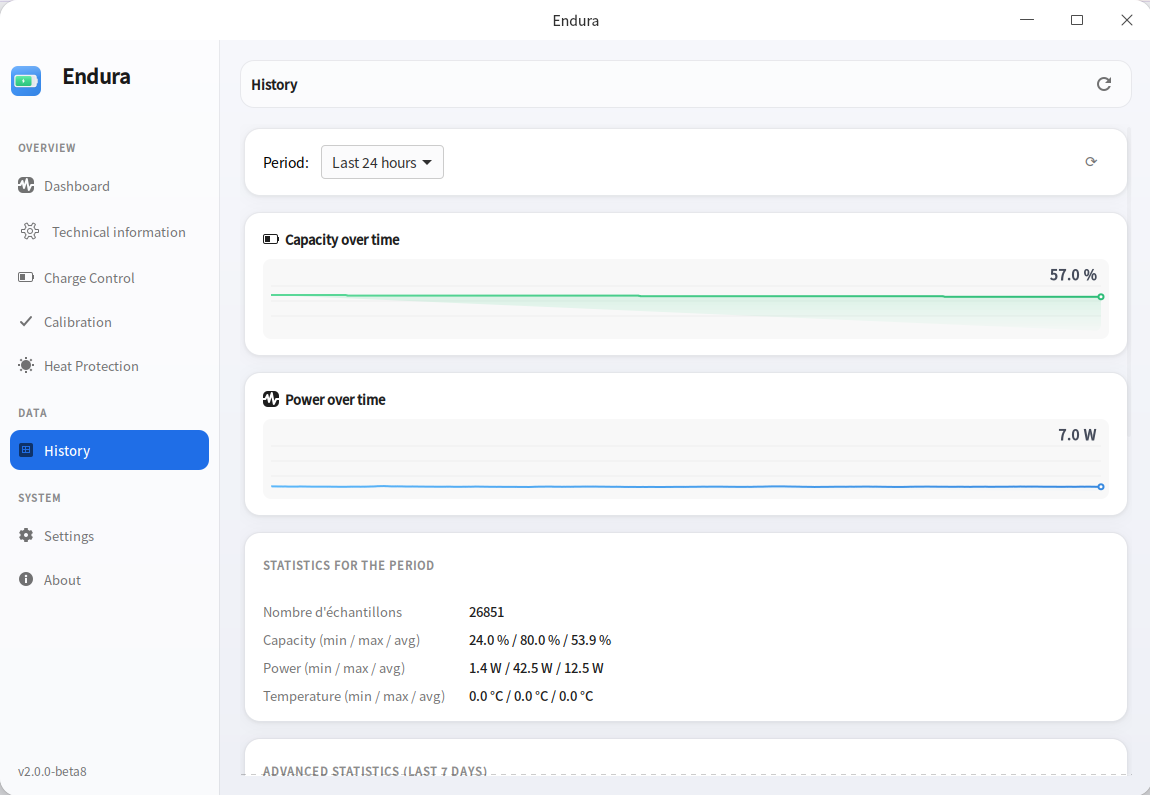 Endura
Endura
OVERVIEW
Dashboard
Technical information
Charge Control
Calibration
Heat Protection
DATA
History
SYSTEM
Settings
About
v2.0.0-beta8
History
Period: Last 24 hours
Capacity over time
57.0 %
Power over time
7.0 W
STATISTICS FOR THE PERIOD
Nombre d'échantillons 26851
Capacity (min / max / avg) 24.0 % / 80.0 % / 53.9 %
Power (min / max / avg) 1.4 W / 42.5 W / 12.5 W
Temperature (min / max / avg) 0.0 °C / 0.0 °C / 0.0 °C
ADVANCED STATISTICS (LAST 7 DAYS)